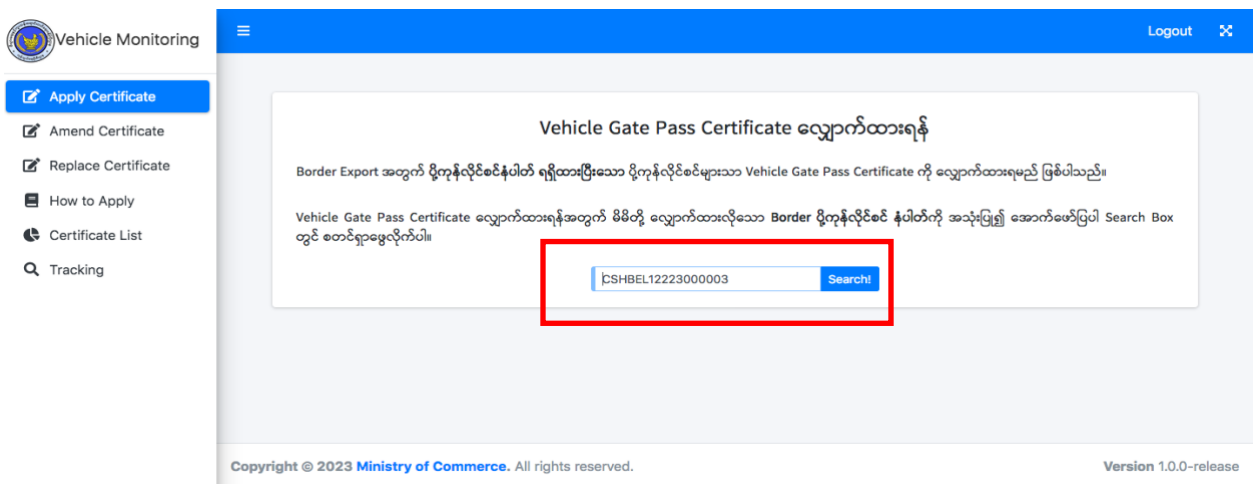 Vehicle Monitoring
Logout
Apply Certificate
Amend Certificate
Replace Certificate
How to Apply
Certificate List
Tracking
Vehicle Gate Pass Certificate လျှောက်ထားရန်
Border Export အတွက် ပို့ကုန်လိုင်စင်နံပါတ် ရရှိထားပြီးသော ပို့ကုန်လိုင်စင်များသာ Vehicle Gate Pass Certificate ကို လျှောက်ထားရမည် ဖြစ်ပါသည်။
Vehicle Gate Pass Certificate လျှောက်ထားရန်အတွက် မိမိတို့ လျှောက်ထားလိုသော Border ပို့ကုန်လိုင်စင် နံပါတ်ကို အသုံးပြု၍ အောက်ဖော်ပြပါ Search Box
တွင် စတင်ရှာဖွေလိုက်ပါ။
CSHBEL12223000003 Search!
Copyright © 2023 Ministry of Commerce. All rights reserved.
Version 1.0.0-release